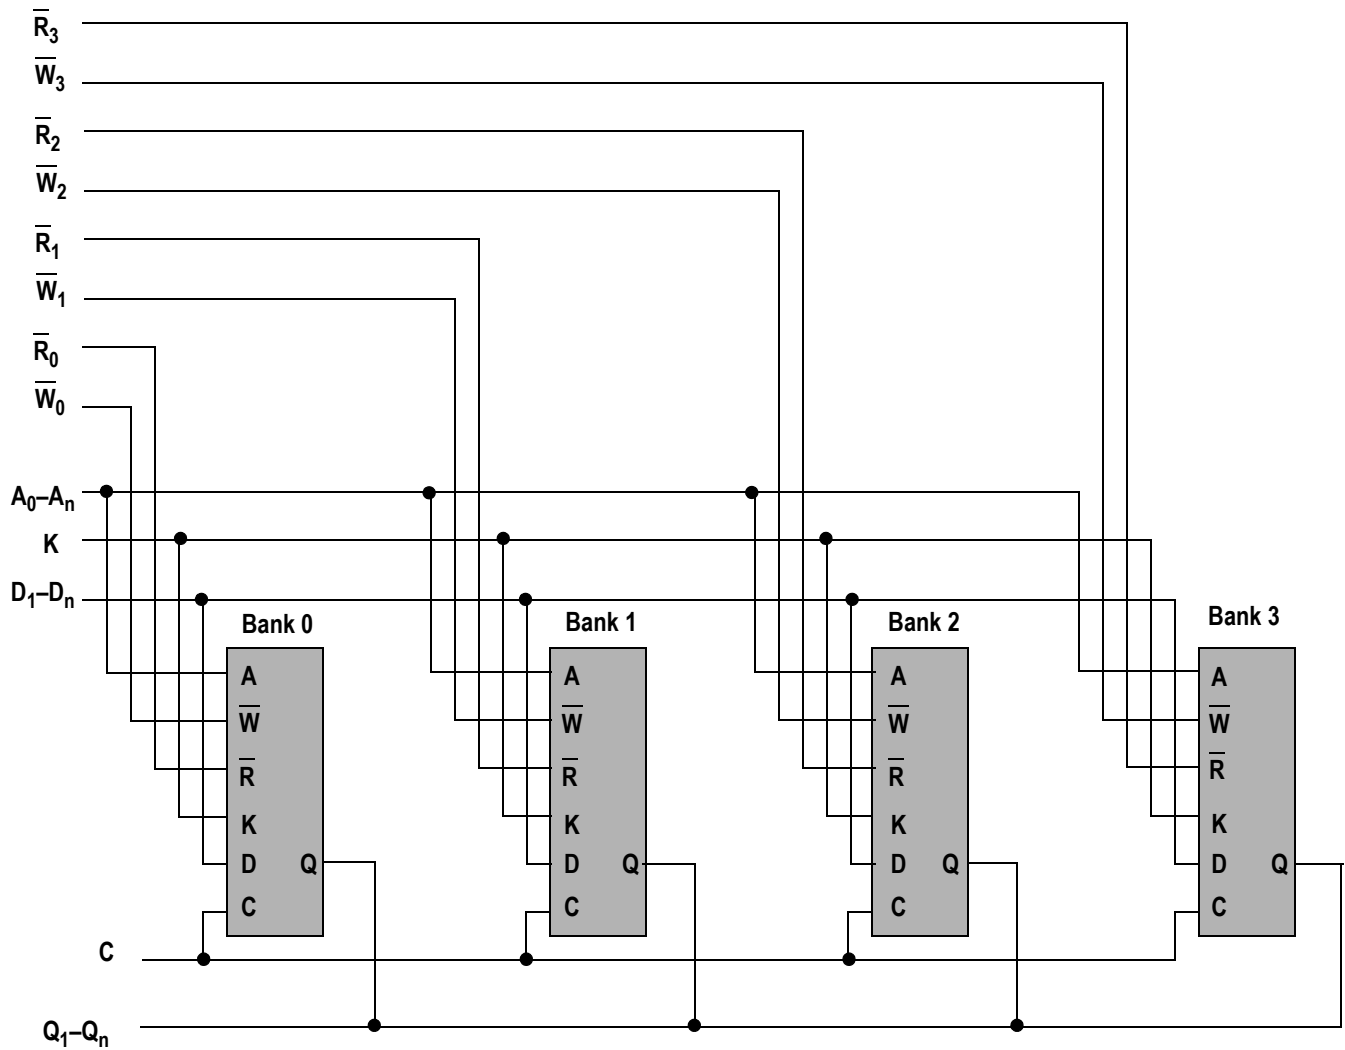 R̅₃
W̅₃
R̅₂
W̅₂
R̅₁
W̅₁
R̅₀
W̅₀
A₀–Aₙ
K
D₁–Dₙ
Bank 0
A
W̅
R̅
K
D Q
C
Bank 1
A
W̅
R̅
K
D Q
C
Bank 2
A
W̅
R̅
K
D Q
C
Bank 3
A
W̅
R̅
K
D Q
C
C
Q₁–Qₙ